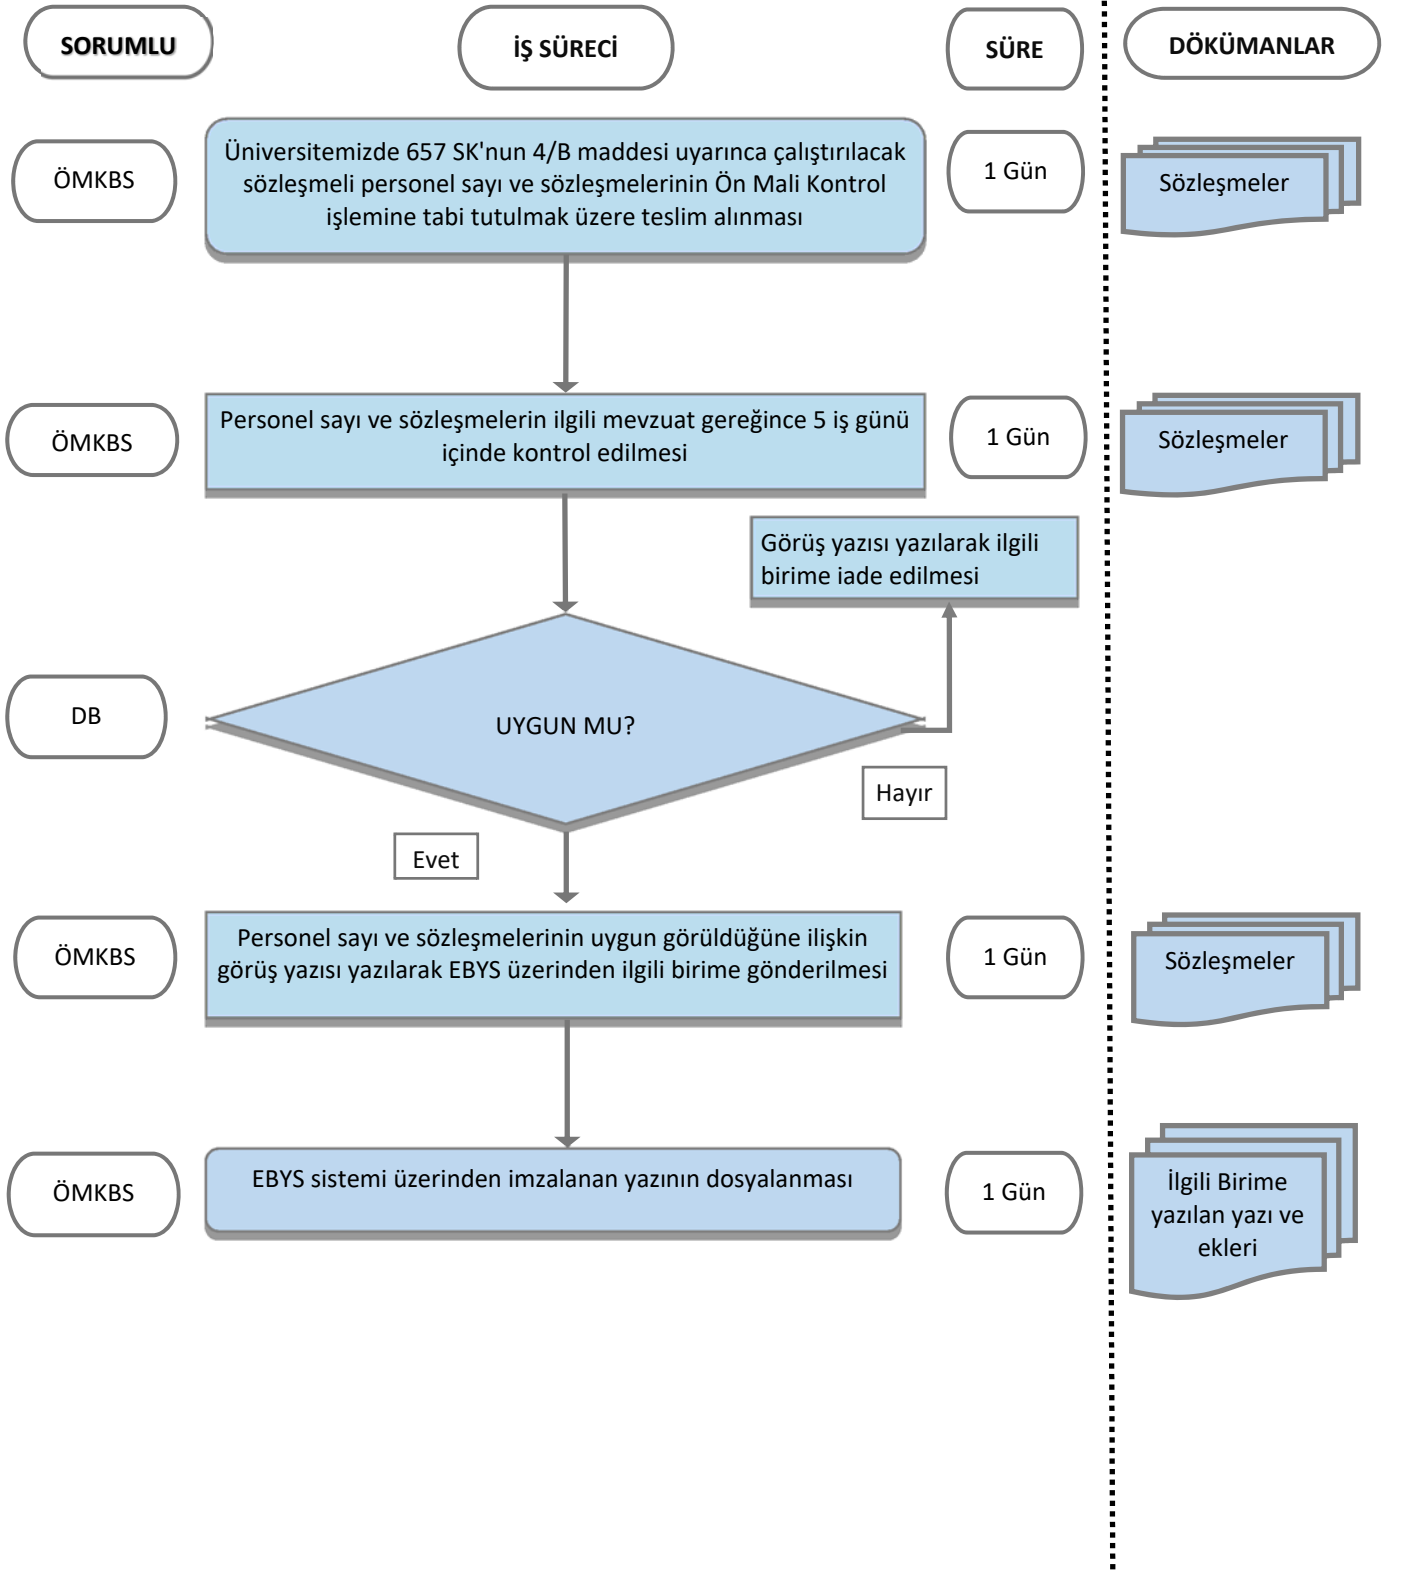 SORUMLU
İŞ SÜRECİ
SÜRE
DÖKÜMANLAR
ÖMKBS
Üniversitemizde 657 SK'nun 4/B maddesi uyarınca çalıştırılacak
sözleşmeli personel sayı ve sözleşmelerinin Ön Mali Kontrol
işlemine tabi tutulmak üzere teslim alınması
1 Gün
Sözleşmeler
ÖMKBS
Personel sayı ve sözleşmelerin ilgili mevzuat gereğince 5 iş günü
içinde kontrol edilmesi
1 Gün
Sözleşmeler
Görüş yazısı yazılarak ilgili
birime iade edilmesi
DB
UYGUN MU?
Hayır
Evet
ÖMKBS
Personel sayı ve sözleşmelerinin uygun görüldüğüne ilişkin
görüş yazısı yazılarak EBYS üzerinden ilgili birime gönderilmesi
1 Gün
Sözleşmeler
ÖMKBS
EBYS sistemi üzerinden imzalanan yazının dosyalanması
1 Gün
İlgili Birime
yazılan yazı ve
ekleri